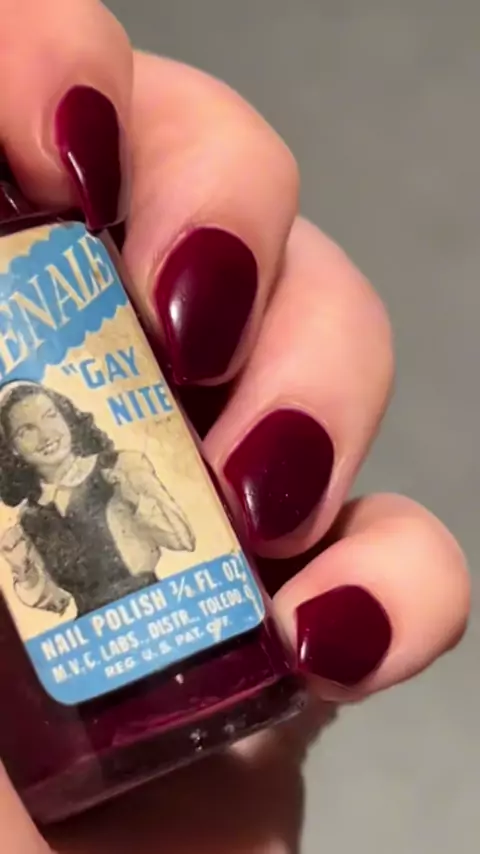 ENALE
"GAY
NITE
NAIL POLISH ½ FL. OZ.
M.V.C. LABS., DISTR., TOLEDO, O
REG U.S. PAT. OFF.